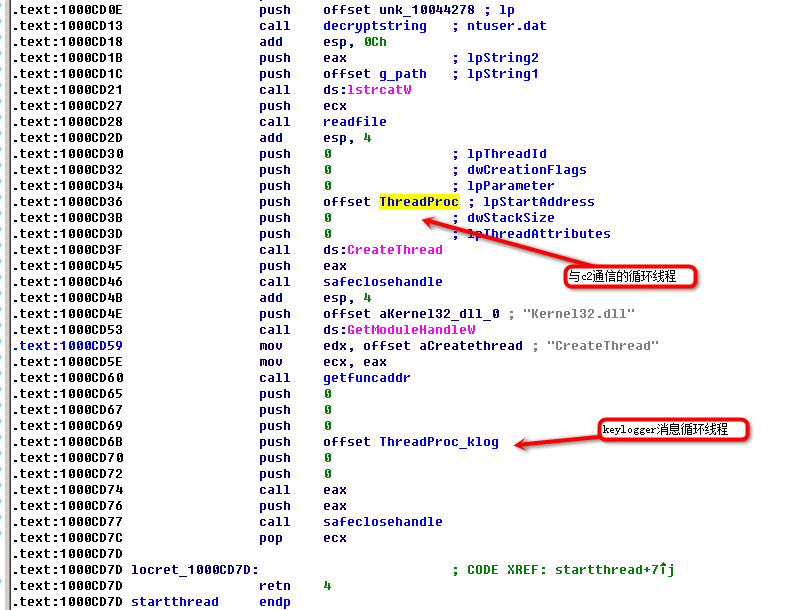 .text:1000CD0E push offset unk_10044278 ; lp
.text:1000CD13 call decryptstring ; ntuser.dat
.text:1000CD18 add esp, 0Ch
.text:1000CD1B push eax ; lpString2
.text:1000CD1C push offset g_path ; lpString1
.text:1000CD21 call ds:lstrcatW
.text:1000CD27 push ecx
.text:1000CD28 call readfile
.text:1000CD2D add esp, 4
.text:1000CD30 push 0 ; lpThreadId
.text:1000CD32 push 0 ; dwCreationFlags
.text:1000CD34 push 0 ; lpParameter
.text:1000CD36 push offset ThreadProc ; lpStartAddress
.text:1000CD3B push 0 ; dwStackSize
.text:1000CD3D push 0 ; lpThreadAttributes
.text:1000CD3F call ds:CreateThread
.text:1000CD45 push eax
与c2通信的循环线程
.text:1000CD46 call safeclosehandle
.text:1000CD4B add esp, 4
.text:1000CD4E push offset aKernel32_dll_0 ; "Kernel32.dll"
.text:1000CD53 call ds:GetModuleHandleW
.text:1000CD59 mov edx, offset aCreatethread ; "CreateThread"
.text:1000CD5E mov ecx, eax
.text:1000CD60 call getfuncaddr
.text:1000CD65 push 0
.text:1000CD67 push 0
.text:1000CD69 push 0
keylogger消息循环线程
.text:1000CD6B push offset ThreadProc_klog
.text:1000CD70 push 0
.text:1000CD72 push 0
.text:1000CD74 call eax
.text:1000CD76 push eax
.text:1000CD77 call safeclosehandle
.text:1000CD7C pop ecx
.text:1000CD7D
.text:1000CD7D locret_1000CD7D: ; CODE XREF: startthread+7↑j
.text:1000CD7D retn 4
.text:1000CD7D startthread endp